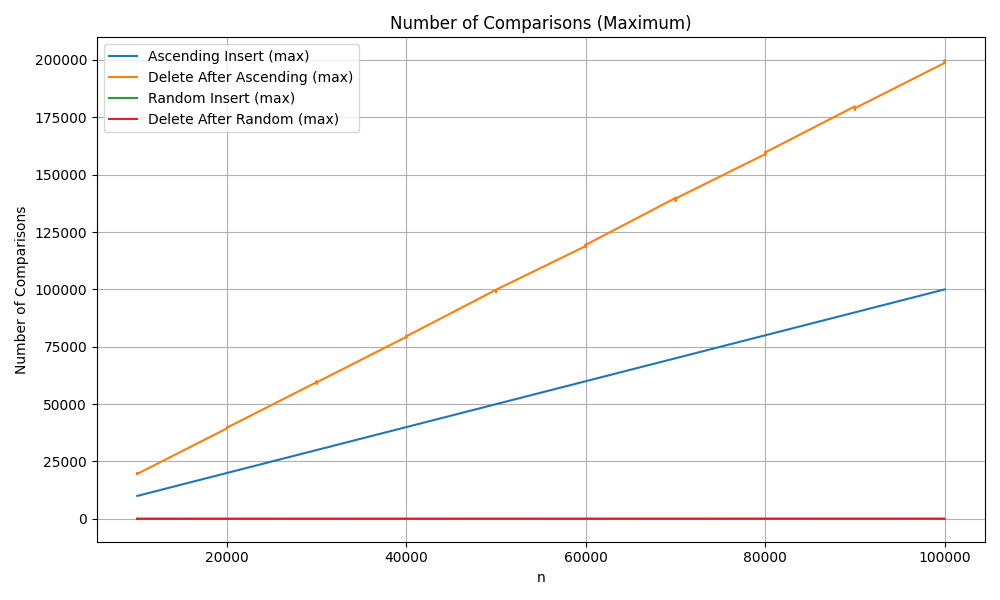 Number of Comparisons (Maximum)
Ascending Insert (max)
Delete After Ascending (max)
Random Insert (max)
Delete After Random (max)
Number of Comparisons
200000
175000
150000
125000
100000
75000
50000
25000
0
20000
40000
60000
80000
100000
n